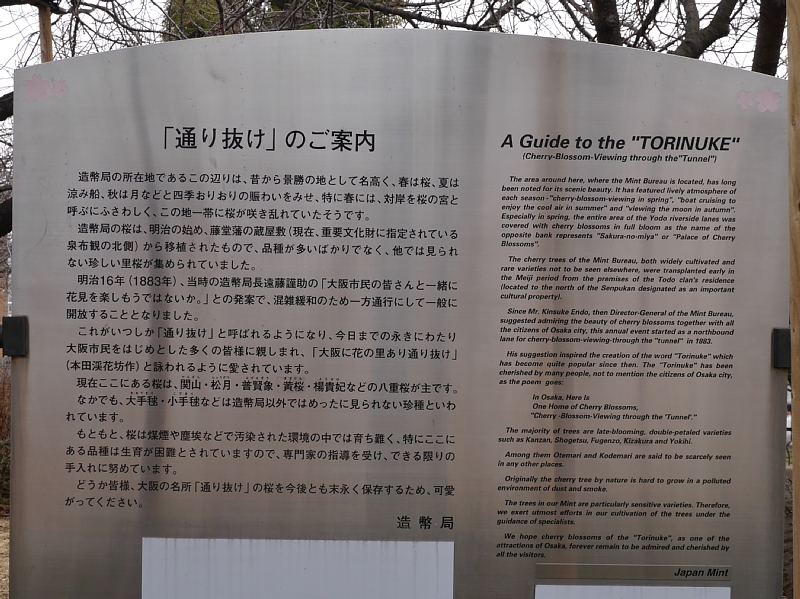 「通り抜け」のご案内
造幣局の所在地であるこの辺りは、昔から景勝の地として名高く、春は桜、夏は
涼み船、秋は月などと四季おりおりの賑わいをみせ、特に春には、対岸を桜の宮と
呼ぶにふさわしく、この地一帯に桜が咲き乱れていたそうです。
造幣局の桜は、明治の始め、藤堂藩の蔵屋敷(現在、重要文化財に指定されている
泉布観の北側)から移植されたもので、品種が多いばかりでなく、他では見られ
ない珍しい里桜が集められていました。
明治16年(1883年)、当時の造幣局長遠藤謹助の「大阪市民の皆さんと一緒に
花見を楽しもうではないか。」との発案で、混雑緩和のため一方通行にして一般に
開放することとなりました。
これがいつしか「通り抜け」と呼ばれるようになり、今日までの永きにわたり
大阪市民をはじめとした多くの皆様に親しまれ、「大阪に花の里あり通り抜け」
(本田渓花坊作)と詠われるように愛されています。
現在ここにある桜は、関山・松月・普賢象・黄桜・楊貴妃などの八重桜が主です。
なかでも、大手毬・小手毬などは造幣局以外ではめったに見られない珍種といわ
れています。
もともと、桜は煤煙や塵埃などで汚染された環境の中では育ち難く、特にここに
ある品種は生育が困難とされていますので、専門家の指導を受け、できる限りの
手入れに努めています。
どうか皆様、大阪の名所「通り抜け」の桜を今後とも末永く保存するため、可愛
がってください。
造幣局
A Guide to the "TORINUKE"
(Cherry-Blossom-Viewing through the"Tunnel")
The area around here, where the Mint Bureau is located, has long
been noted for its scenic beauty. It has featured lively atmosphere of
each season -"cherry-blossom-viewing in spring", "boat cruising to
enjoy the cool air in summer" and "viewing the moon in autumn".
Especially in spring, the entire area of the Yodo riverside lanes was
covered with cherry blossoms in full bloom as the name of the
opposite bank represents "Sakura-no-miya" or "Palace of Cherry
Blossoms".
The cherry trees of the Mint Bureau, both widely cultivated and
rare varieties not to be seen elsewhere, were transplanted early in
the Meiji period from the premises of the Todo clan's residence
(located to the north of the Senpukan designated as an important
cultural property).
Since Mr. Kinsuke Endo, then Director-General of the Mint Bureau,
suggested admiring the beauty of cherry blossoms together with all
the citizens of Osaka city, this annual event started as a northbound
lane for cherry-blossom-viewing-through the "tunnel" in 1883.
His suggestion inspired the creation of the word "Torinuke" which
has become quite popular since then. The "Torinuke" has been
cherished by many people, not to mention the citizens of Osaka city,
as the poem goes:
In Osaka, Here Is
One Home of Cherry Blossoms,
"Cherry -Blossom-Viewing through the 'Tunnel'."
The majority of trees are late-blooming, double-petaled varieties
such as Kanzan, Shogetsu, Fugenzo, Kizakura and Yokihi.
Among them Otemari and Kodemari are said to be scarcely seen
in any other places.
Originally the cherry tree by nature is hard to grow in a polluted
environment of dust and smoke.
The trees in our Mint are particularly sensitive varieties. Therefore,
we exert utmost efforts in our cultivation of the trees under the
guidance of specialists.
We hope cherry blossoms of the "Torinuke", as one of the
attractions of Osaka, forever remain to be admired and cherished by
all the visitors.
Japan Mint